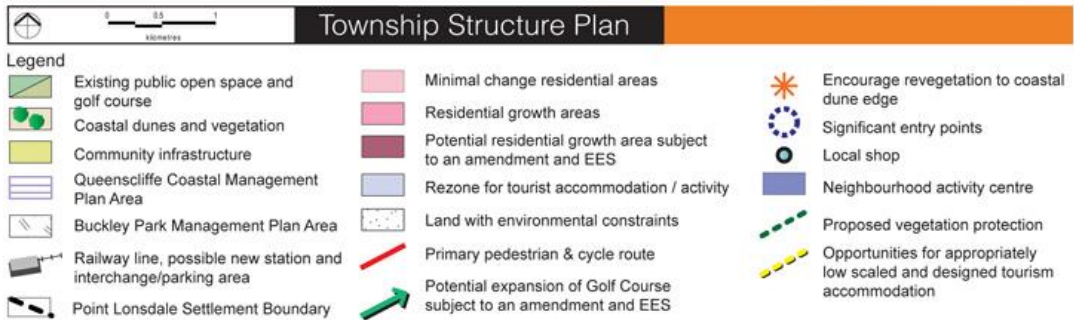 0 0.5 1
kilometres
Township Structure Plan
Legend
Existing public open space and
golf course
Coastal dunes and vegetation
Community infrastructure
Queenscliffe Coastal Management
Plan Area
Buckley Park Management Plan Area
Railway line, possible new station and
interchange/parking area
Point Lonsdale Settlement Boundary
Minimal change residential areas
Residential growth areas
Potential residential growth area subject
to an amendment and EES
Rezone for tourist accommodation / activity
Land with environmental constraints
Primary pedestrian & cycle route
Potential expansion of Golf Course
subject to an amendment and EES
Encourage revegetation to coastal
dune edge
Significant entry points
Local shop
Neighbourhood activity centre
Proposed vegetation protection
Opportunities for appropriately
low scaled and designed tourism
accommodation